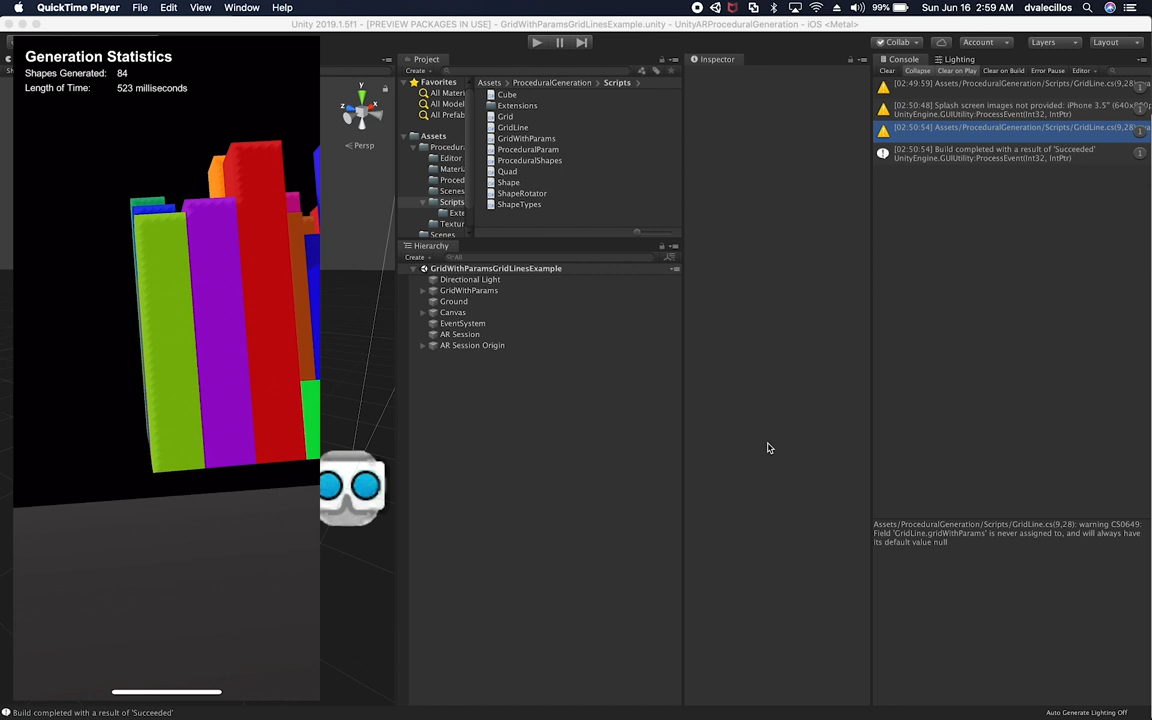 QuickTime Player File Edit View Window Help
99% Sun Jun 16 2:59 AM dvalecillos
Unity 2019.1.5f1 - [PREVIEW PACKAGES IN USE] - GridWithParamsGridLinesExample.unity - UnityARProceduralGeneration - iOS <Metal>
Collab Account Layers Layout
Generation Statistics
Shapes Generated: 84
Length of Time: 523 milliseconds
y
z
x
Persp
Project
Create
Favorites
All Materi
All Model
All Prefab
Assets
Procedura
Editor
Materi
Proced
Scenes
Scripts
Exte
Textur
Scenes
Assets > ProceduralGeneration > Scripts >
Cube
Extensions
Grid
GridLine
GridWithParams
ProceduralParam
ProceduralShapes
Quad
Shape
ShapeRotator
ShapeTypes
Hierarchy
Create All
GridWithParamsGridLinesExample
Directional Light
GridWithParams
Ground
Canvas
EventSystem
AR Session
AR Session Origin
Inspector
Console Lighting
Clear Collapse Clear on Play Clear on Build Error Pause Editor
[02:49:59] Assets/ProceduralGeneration/Scripts/GridLine.cs(9,28): wa
1
[02:50:48] Splash screen images not provided: iPhone 3.5" (640x
UnityEngine.GUIUtility:ProcessEvent(Int32, IntPtr)
1
[02:50:54] Assets/ProceduralGeneration/Scripts/GridLine.cs(9,28): wa
1
[02:50:54] Build completed with a result of 'Succeeded'
UnityEngine.GUIUtility:ProcessEvent(Int32, IntPtr)
1
Assets/ProceduralGeneration/Scripts/GridLine.cs(9,28): warning CS0649:
Field 'GridLine.gridWithParams' is never assigned to, and will always have
its default value null
Build completed with a result of 'Succeeded'
Auto Generate Lighting Off